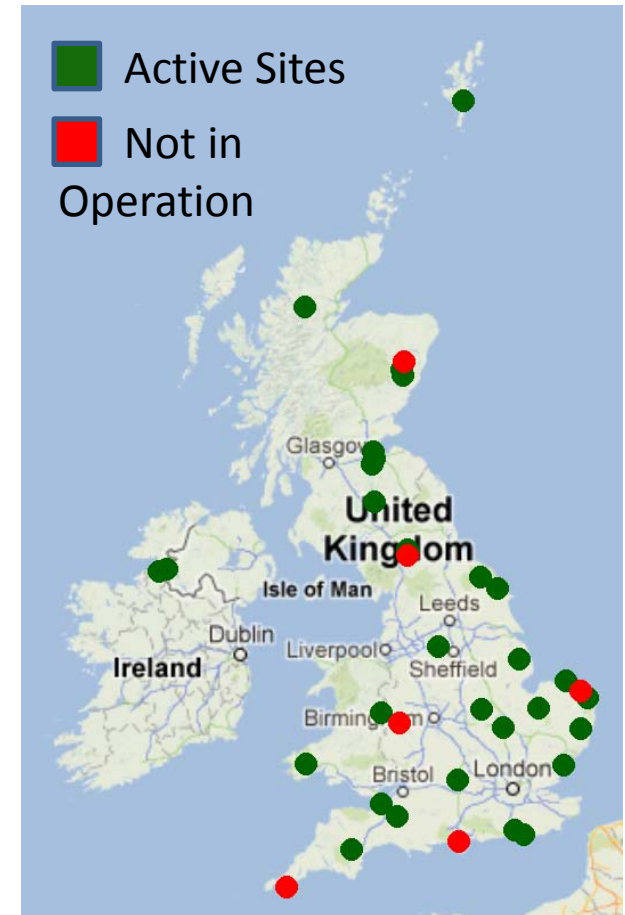 Active Sites
Not in
Operation
Glasgow
United
Kingdom
Isle of Man
Leeds
Dublin
Liverpool
Sheffield
Ireland
Birmingham
Bristol
London